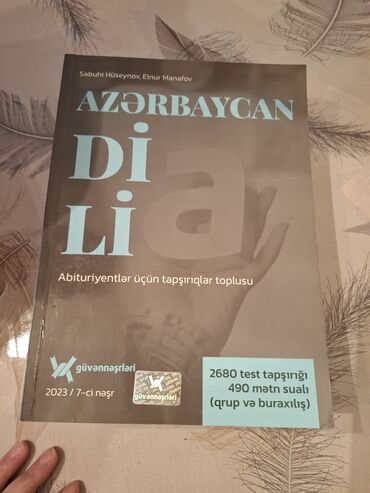 Sabuhi Hüseynov, Elnur Manafov
AZƏRBAYCAN
Dİ
Lİ
a
Abituriyentlər üçün tapşırıqlar toplusu
güvənnəşrləri
2023 / 7-ci nəşr
güvənnəşrləri
2680 test tapşırığı
490 mətn sualı
(qrup və buraxılış)